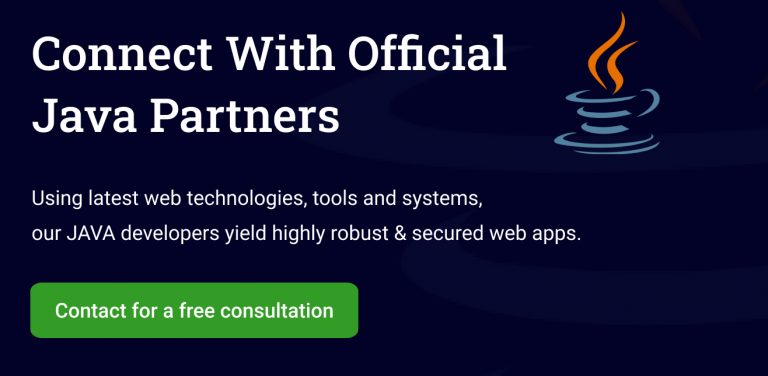 Connect With Official
Java Partners
Using latest web technologies, tools and systems,
our JAVA developers yield highly robust & secured web apps.
Contact for a free consultation